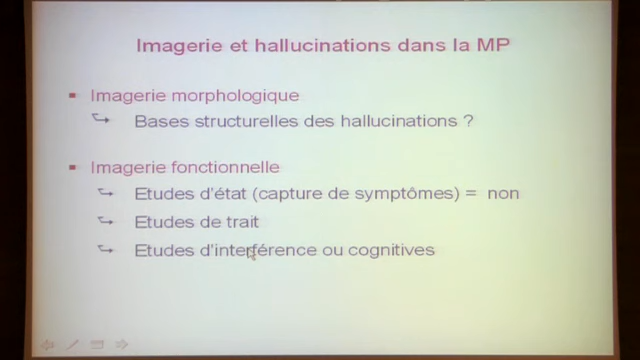 Imagerie et hallucinations dans la MP
Imagerie morphologique
Bases structurelles des hallucinations ?
Imagerie fonctionnelle
Etudes d'état (capture de symptômes) = non
Etudes de trait
Etudes d'interférence ou cognitives